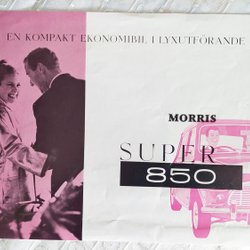 EN KOMPAKT EKONOMIBIL I LYXUTFÖRANDE
MORRIS
SUPER
850